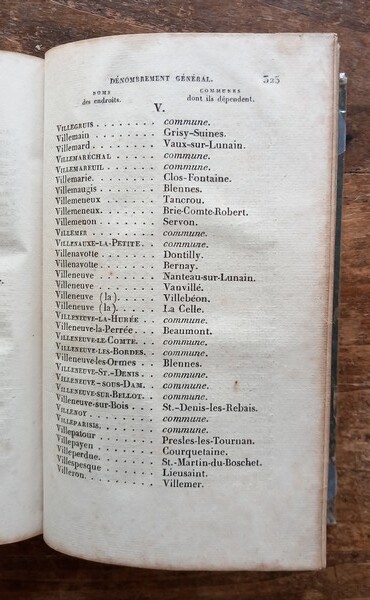 DÉNOMBREMENT GÉNÉRAL. 325
NOMS des endroits. COMMUNES dont ils dépendent.
V.
VILLEGRUIS . . . . . . . . commune.
Villemain . . . . . . . . Grisy-Suines.
Villemard . . . . . . . . Vaux-sur-Lunain.
VILLEMARÉCHAL . . . . . . commune.
VILLEMAREUIL . . . . . . . commune.
Villemarie. . . . . . . . Clos-Fontaine.
Villemaugis . . . . . . . Blennes.
Villemeneux . . . . . . . Tancrou.
Villemeneux. . . . . . . . Brie-Comte-Robert.
Villemenon . . . . . . . . Servon.
VILLEMER . . . . . . . . . commune.
VILLENAUXE-LA-PETITE. . . commune.
Villenavotte . . . . . . . Dontilly.
Villenavotte . . . . . . . Bernay.
Villeneuve . . . . . . . . Nanteau-sur-Lunain.
Villeneuve . . . . . . . . Vanvillé.
Villeneuve (la) . . . . . . Villebéon.
Villeneuve (la). . . . . . La Celle.
VILLENEUVE-LA-HURÉE . . . commune.
Villeneuve-la-Perrée. . . . Beaumont.
VILLENEUVE-LE-COMTE. . . . commune.
VILLENEUVE-LES-BORDES. . . commune.
Villeneuve-les-Ormes . . . Blennes.
VILLENEUVE-ST.-DENIS . . . commune.
VILLENEUVE-SOUS-DAM. . . . commune.
VILLENEUVE-SUR-BELLOT. . . commune.
Villeneuve-sur-Bois . . . . St.-Denis-les-Rebais.
VILLENOY . . . . . . . . . commune.
VILLEPARISIS . . . . . . . commune.
Villepatour . . . . . . . Presles-les-Tournan.
Villepayen . . . . . . . . Courquetaine.
Villeperdue. . . . . . . . St.-Martin-du-Boschet.
Villespesque . . . . . . . Lieusaint.
Villeron. . . . . . . . . Villemer.